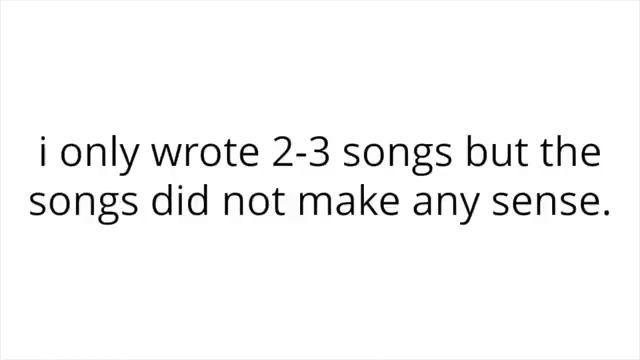 i only wrote 2-3 songs but the
songs did not make any sense.